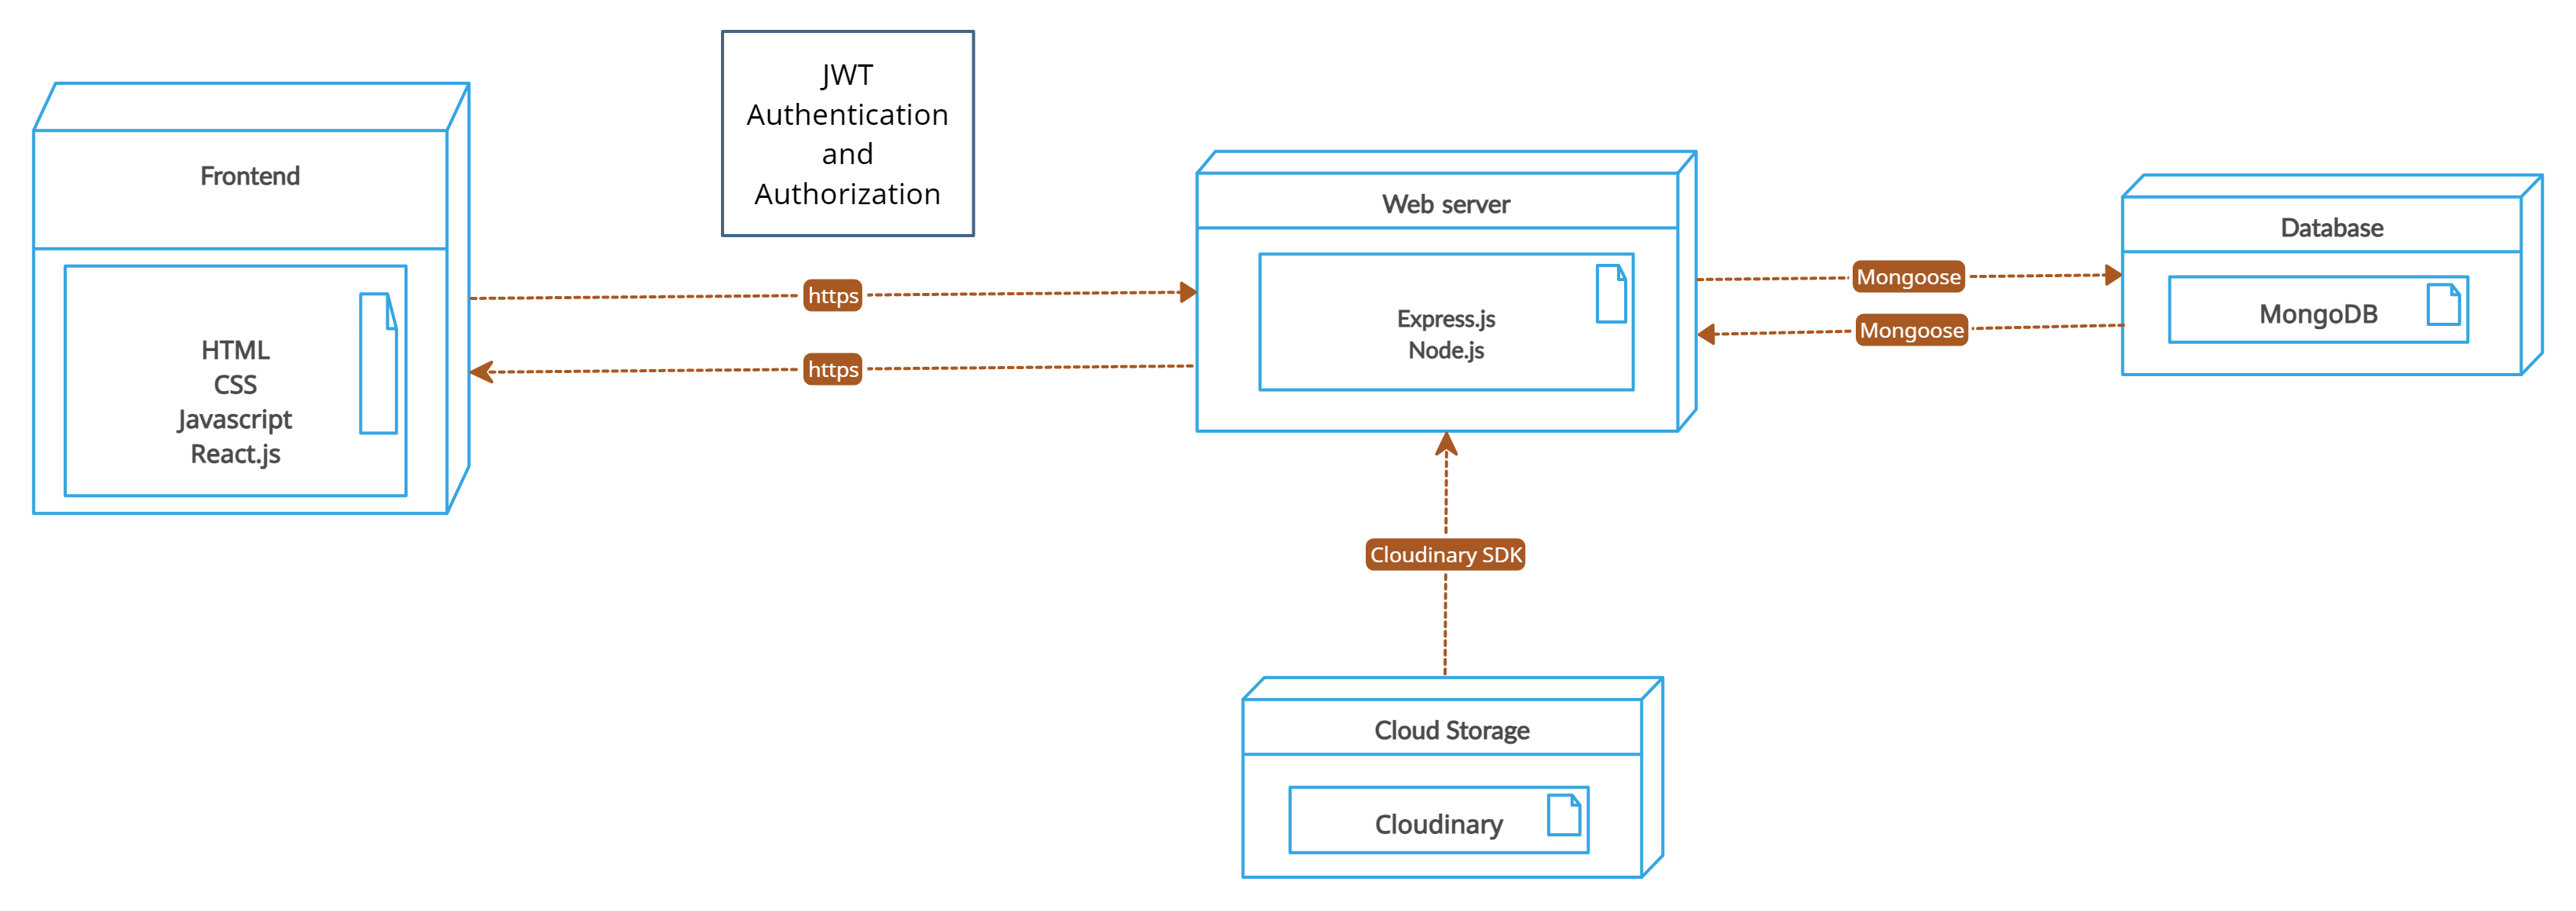 JWT
Authentication
and
Authorization
Frontend
HTML
CSS
Javascript
React.js
https
https
Web server
Express.js
Node.js
Mongoose
Mongoose
Database
MongoDB
Cloudinary SDK
Cloud Storage
Cloudinary